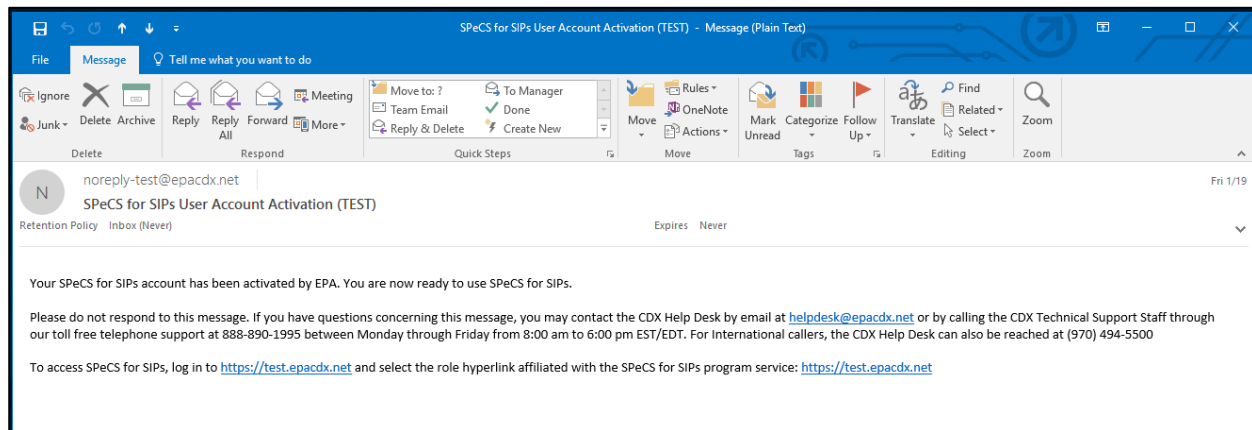 SPeCS for SIPs User Account Activation (TEST) - Message (Plain Text)
File Message Tell me what you want to do
Ignore
Junk
Delete
Archive
Delete
Reply
Reply All
Forward
Meeting
More
Respond
Move to: ?
Team Email
Reply & Delete
To Manager
Done
Create New
Quick Steps
Move
Rules
OneNote
Actions
Move
Mark Unread
Categorize
Follow Up
Tags
Translate
Find
Related
Select
Editing
Zoom
Zoom
N
noreply-test@epacdx.net
Fri 1/19
SPeCS for SIPs User Account Activation (TEST)
Retention Policy Inbox (Never)
Expires Never
Your SPeCS for SIPs account has been activated by EPA. You are now ready to use SPeCS for SIPs.
Please do not respond to this message. If you have questions concerning this message, you may contact the CDX Help Desk by email at helpdesk@epacdx.net or by calling the CDX Technical Support Staff through
our toll free telephone support at 888-890-1995 between Monday through Friday from 8:00 am to 6:00 pm EST/EDT. For International callers, the CDX Help Desk can also be reached at (970) 494-5500
To access SPeCS for SIPs, log in to https://test.epacdx.net and select the role hyperlink affiliated with the SPeCS for SIPs program service: https://test.epacdx.net